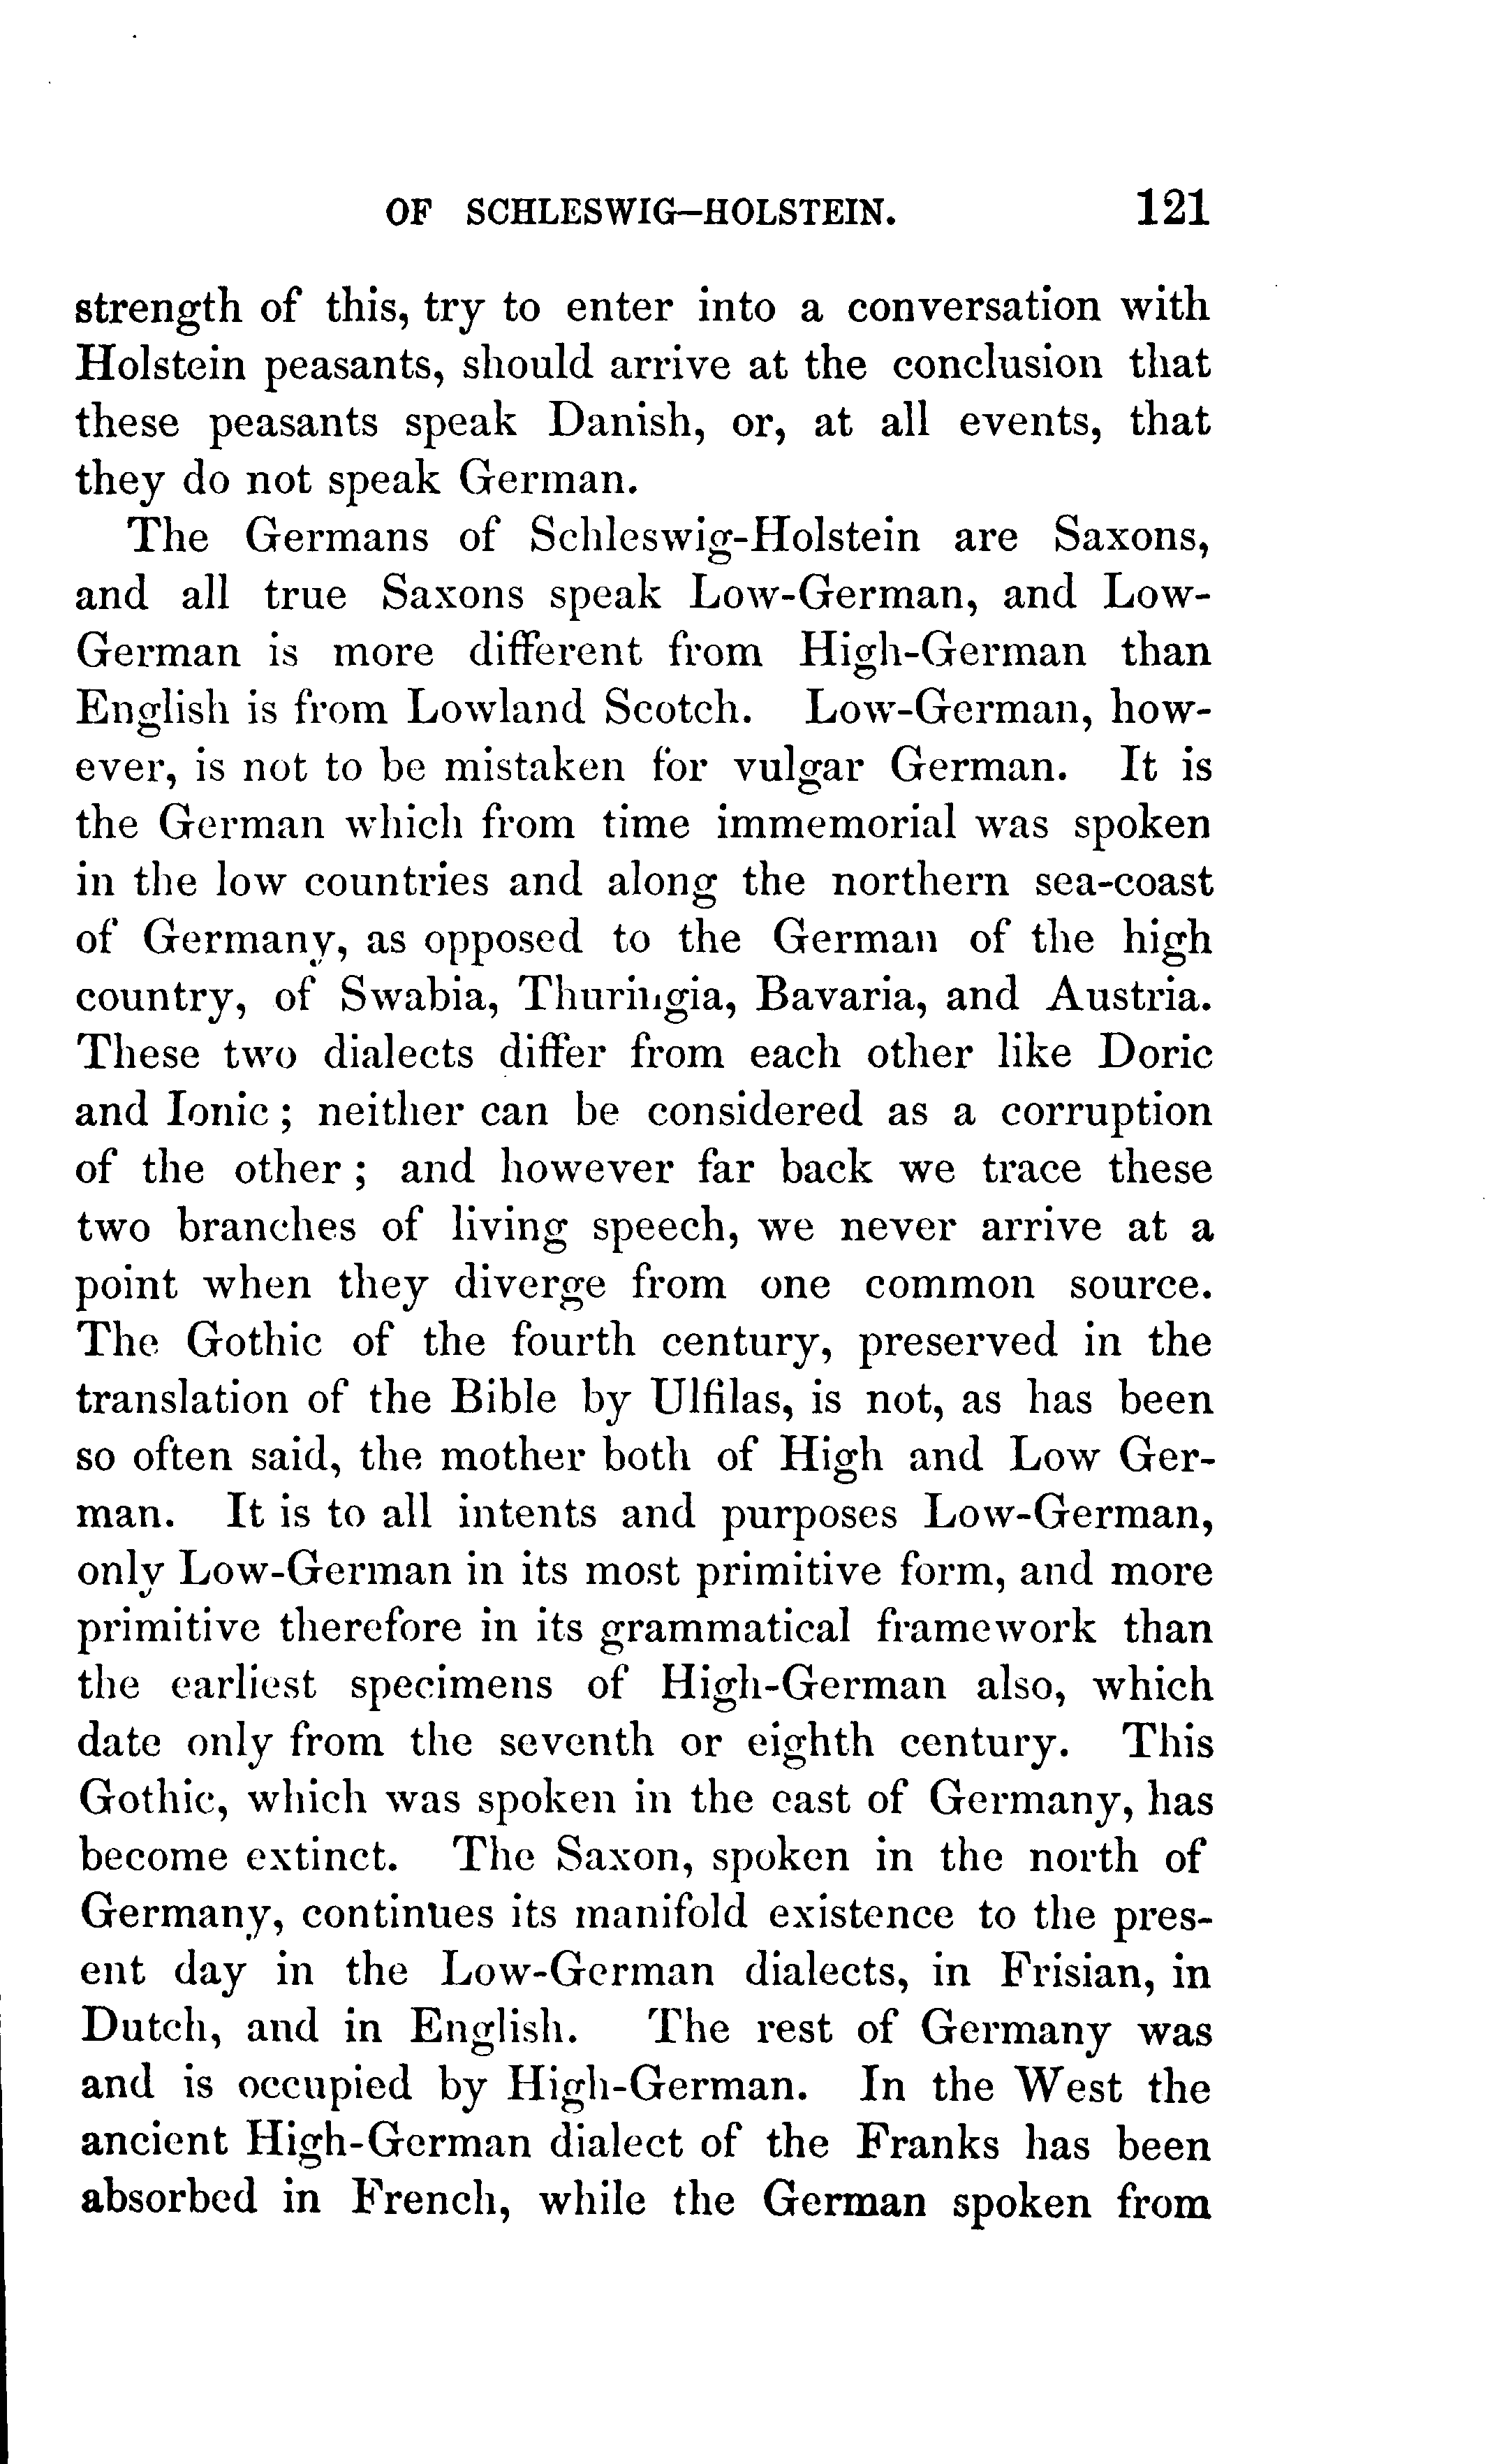 OF SCHLESWIG-HOLSTEIN. 121
strength of this, try to enter into a conversation with
Holstein peasants, should arrive at the conclusion that
these peasants speak Danish, or, at all events, that
they do not speak German.
The Germans of Schleswig-Holstein are Saxons,
and all true Saxons speak Low-German, and Low-
German is more different from High-German than
English is from Lowland Scotch. Low-German, how-
ever, is not to be mistaken for vulgar German. It is
the German which from time immemorial was spoken
in the low countries and along the northern sea-coast
of Germany, as opposed to the German of the high
country, of Swabia, Thuringia, Bavaria, and Austria.
These two dialects differ from each other like Doric
and Ionic; neither can be considered as a corruption
of the other; and however far back we trace these
two branches of living speech, we never arrive at a
point when they diverge from one common source.
The Gothic of the fourth century, preserved in the
translation of the Bible by Ulfilas, is not, as has been
so often said, the mother both of High and Low Ger-
man. It is to all intents and purposes Low-German,
only Low-German in its most primitive form, and more
primitive therefore in its grammatical framework than
the earliest specimens of High-German also, which
date only from the seventh or eighth century. This
Gothic, which was spoken in the east of Germany, has
become extinct. The Saxon, spoken in the north of
Germany, continues its manifold existence to the pres-
ent day in the Low-German dialects, in Frisian, in
Dutch, and in English. The rest of Germany was
and is occupied by High-German. In the West the
ancient High-German dialect of the Franks has been
absorbed in French, while the German spoken from